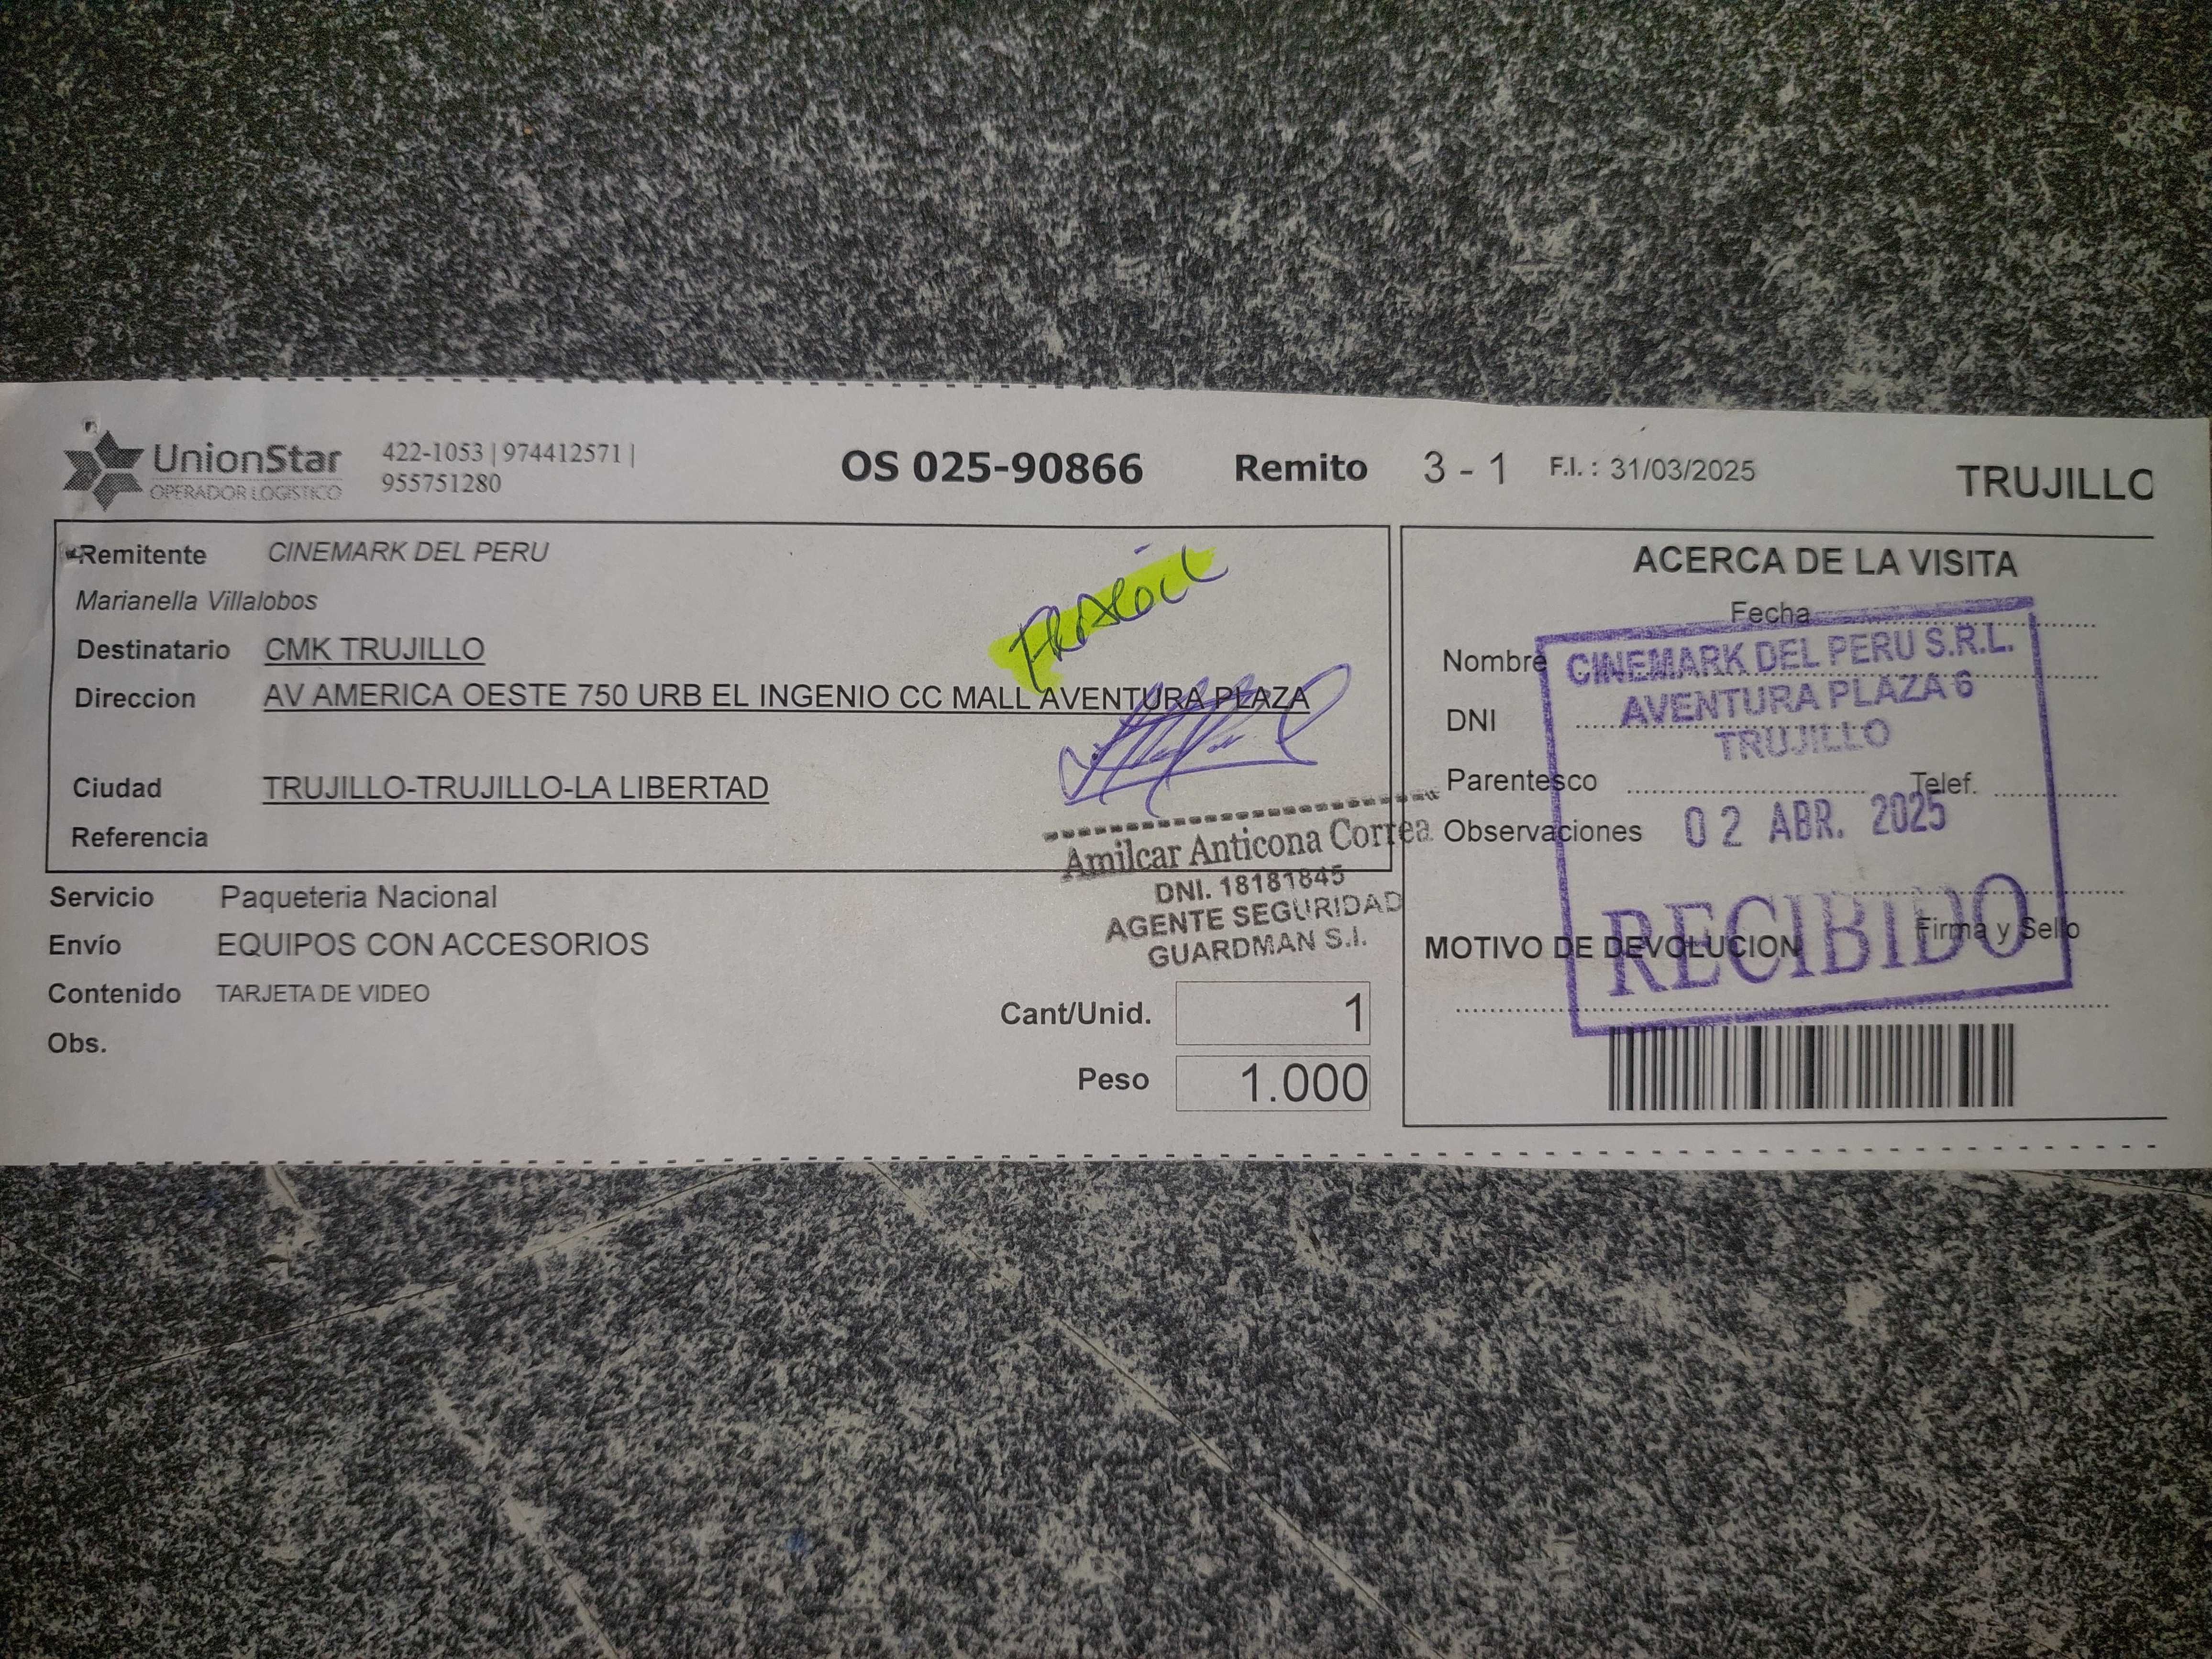 UnionStar
OPERADOR LOGISTICO
422-1053 | 974412571 |
955751280
OS 025-90866 Remito 3 - 1 F.I. : 31/03/2025 TRUJILLO
Remitente CINEMARK DEL PERU
Marianella Villalobos
Destinatario CMK TRUJILLO
Direccion AV AMERICA OESTE 750 URB EL INGENIO CC MALL AVENTURA PLAZA
Ciudad TRUJILLO-TRUJILLO-LA LIBERTAD
Referencia
Servicio Paqueteria Nacional
Envío EQUIPOS CON ACCESORIOS
Contenido TARJETA DE VIDEO
Obs.
Amilcar Anticona Correa
DNI. 18181845
AGENTE SEGURIDAD
GUARDMAN S.I.
Cant/Unid. 1
Peso 1.000
ACERCA DE LA VISITA
Fecha
Nombre
DNI
Parentesco Telef.
Observaciones
Firma y Sello
MOTIVO DE DEVOLUCION
CINEMARK DEL PERU S.R.L.
AVENTURA PLAZA 6
TRUJILLO
02 ABR. 2025
RECIBIDO